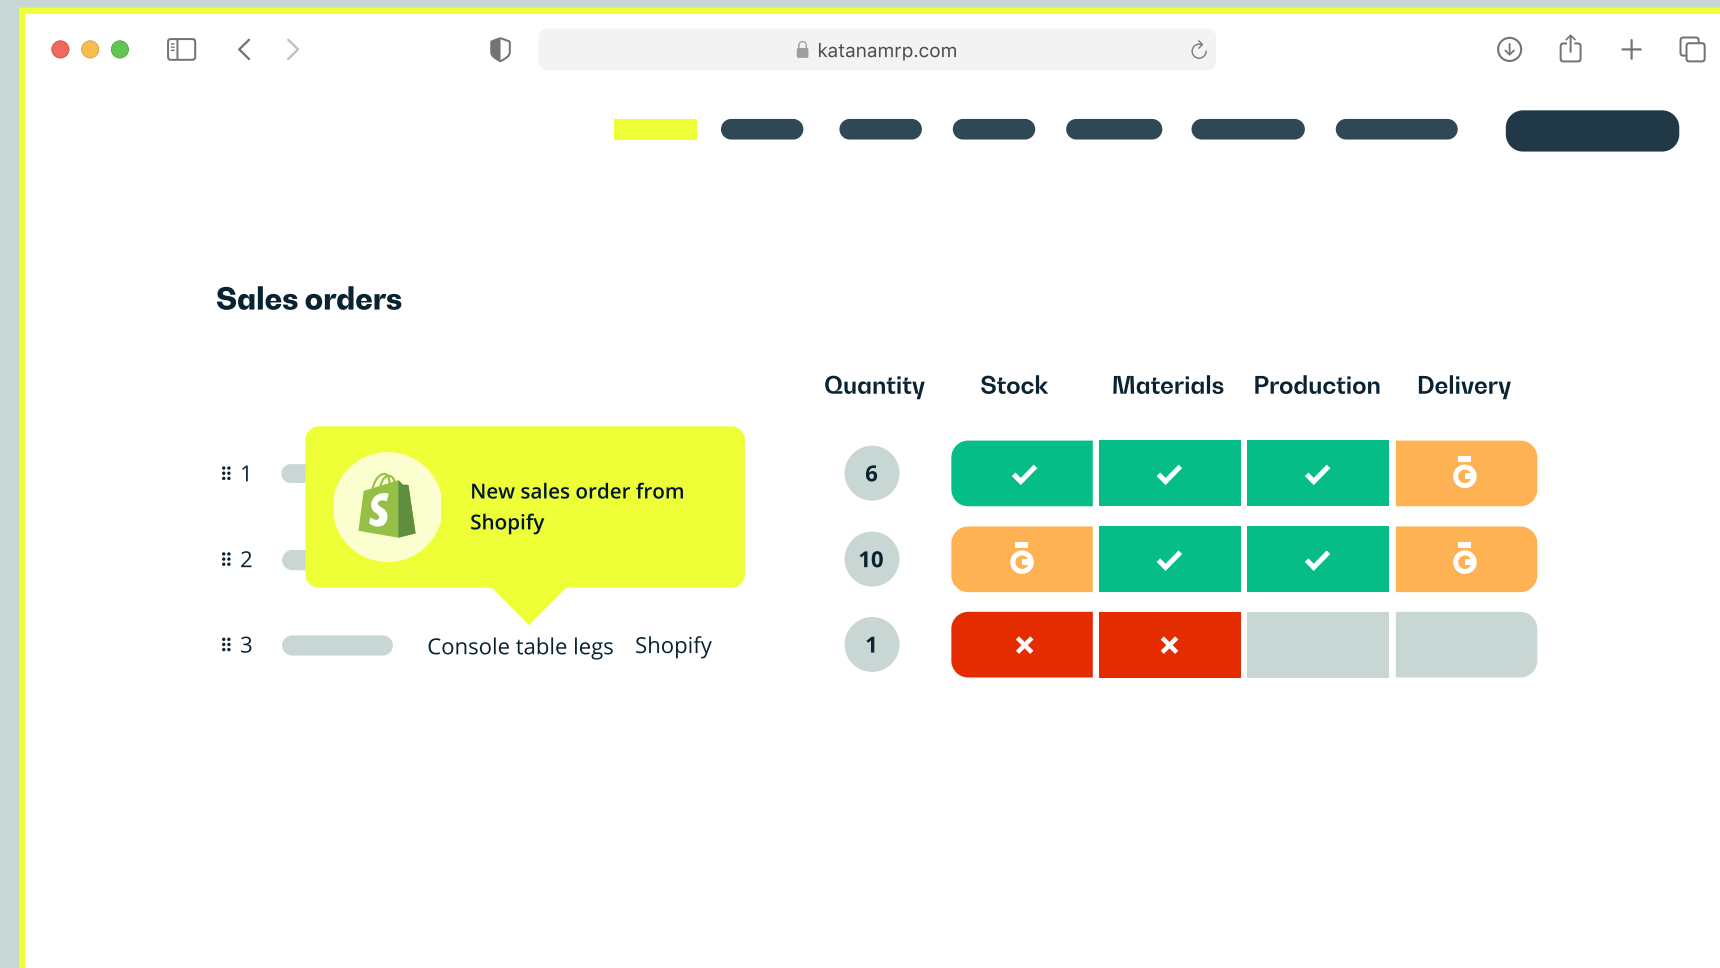 katanamrp.com
Sales orders
Quantity Stock Materials Production Delivery
1 6
New sales order from
Shopify
2 10
3 Console table legs Shopify 1